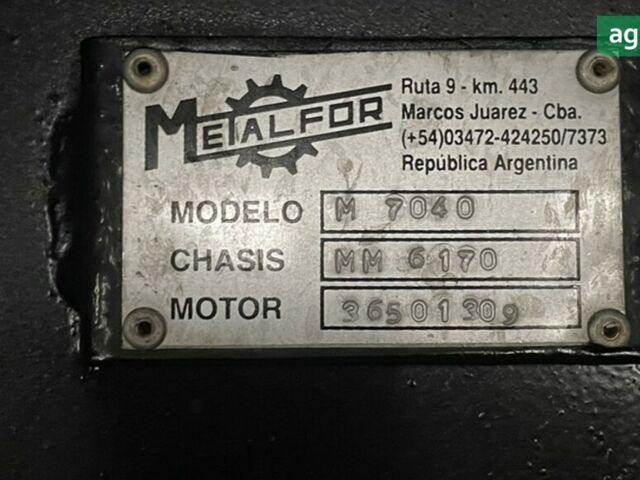 ag
METALFOR
Ruta 9 - km. 443
Marcos Juarez - Cba.
(+54)03472-424250/7373
República Argentina
MODELO M 7040
CHASIS MM 6170
MOTOR 36501309